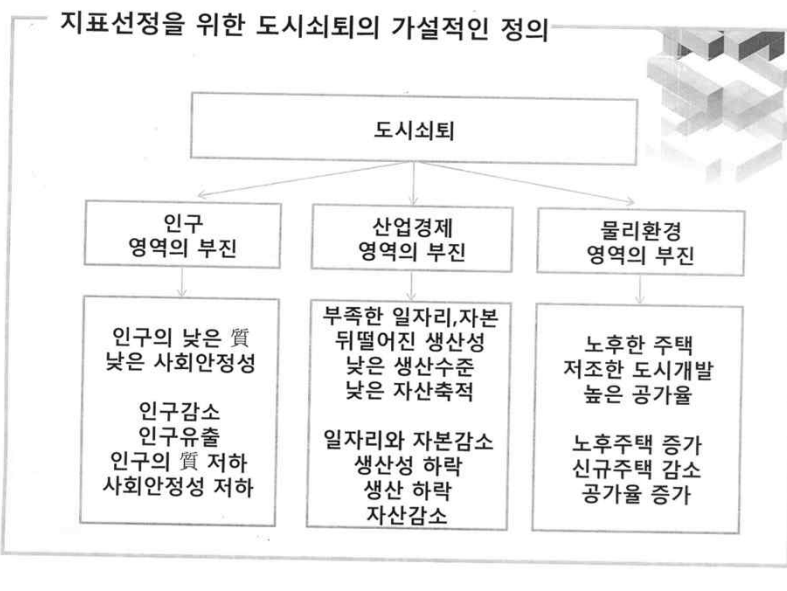 지표선정을 위한 도시쇠퇴의 가설적인 정의
도시쇠퇴
인구
영역의 부진
산업경제
영역의 부진
물리환경
영역의 부진
인구의 낮은 質
낮은 사회안정성
인구감소
인구유출
인구의 質 저하
사회안정성 저하
부족한 일자리,자본
뒤떨어진 생산성
낮은 생산수준
낮은 자산축적
일자리와 자본감소
생산성 하락
생산 하락
자산감소
노후한 주택
저조한 도시개발
높은 공가율
노후주택 증가
신규주택 감소
공가율 증가